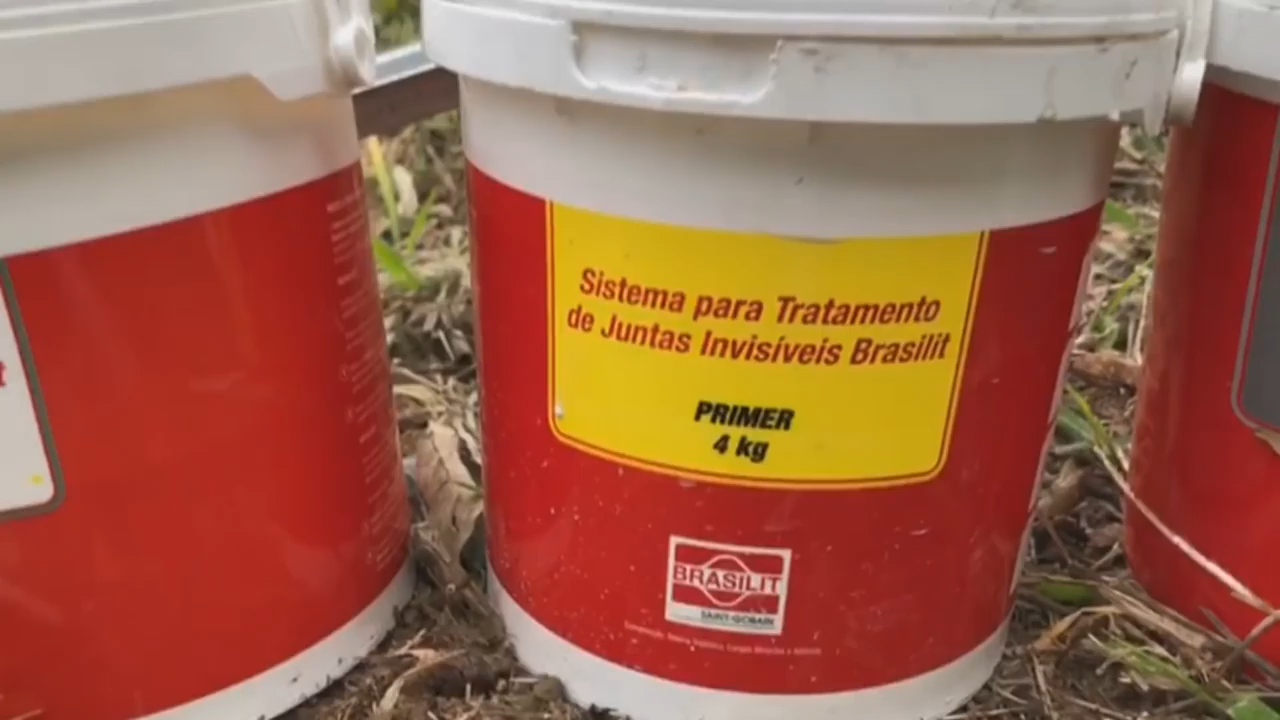 Sistema para Tratamento
de Juntas Invisíveis Brasilit
PRIMER
4 kg
BRASILIT
SAINT-GOBAIN